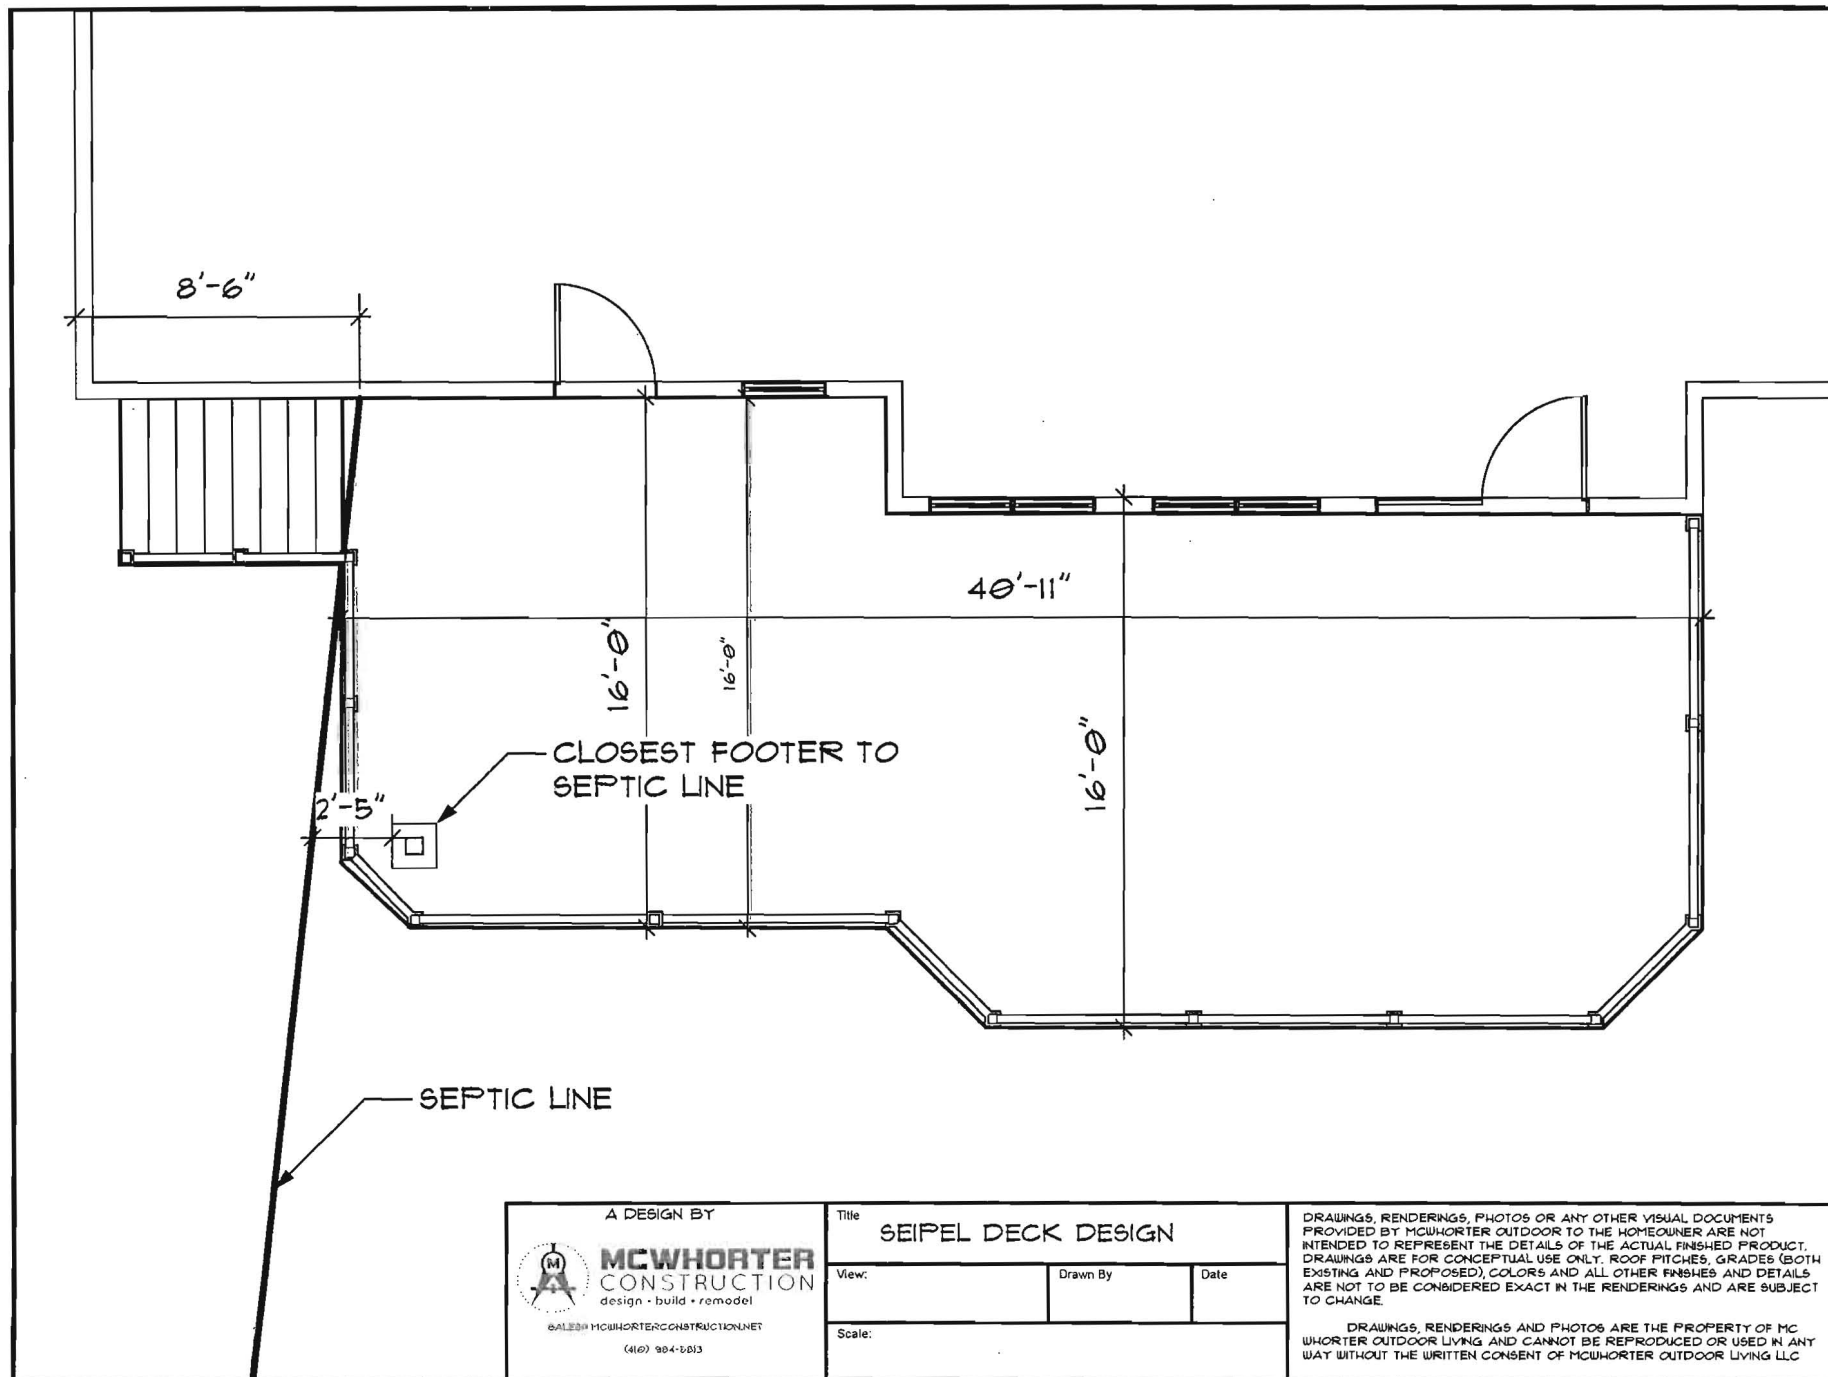 8'-6"
40'-11"
16'-0"
16'-0"
16'-0"
CLOSEST FOOTER TO
SEPTIC LINE
2'-5"
SEPTIC LINE
A DESIGN BY
M
MCWHORTER
CONSTRUCTION
design • build • remodel
MCWHORTERCONSTRUCTION.NET
(410)
Title
SEIPEL DECK DESIGN
View:
Drawn By
Date
Scale:
DRAWINGS, RENDERINGS, PHOTOS OR ANY OTHER VISUAL DOCUMENTS
PROVIDED BY MCWHORTER OUTDOOR TO THE HOMEOWNER ARE NOT
INTENDED TO REPRESENT THE DETAILS OF THE ACTUAL FINISHED PRODUCT.
DRAWINGS ARE FOR CONCEPTUAL USE ONLY. ROOF PITCHES, GRADES (BOTH
EXISTING AND PROPOSED), COLORS AND ALL OTHER FINISHES AND DETAILS
ARE NOT TO BE CONSIDERED EXACT IN THE RENDERINGS AND ARE SUBJECT
TO CHANGE.
DRAWINGS, RENDERINGS AND PHOTOS ARE THE PROPERTY OF MC
WHORTER OUTDOOR LIVING AND CANNOT BE REPRODUCED OR USED IN ANY
WAY WITHOUT THE WRITTEN CONSENT OF MCWHORTER OUTDOOR LIVING LLC